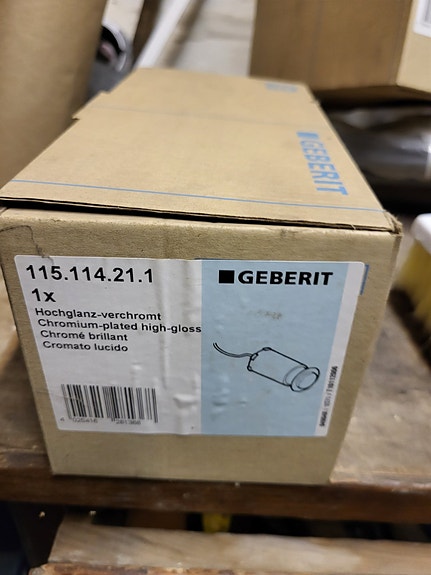 GEBERIT
115.114.21.1
1x
Hochglanz-verchromt
Chromium-plated high-gloss
Chromé brillant
Cromato lucido
GEBERIT